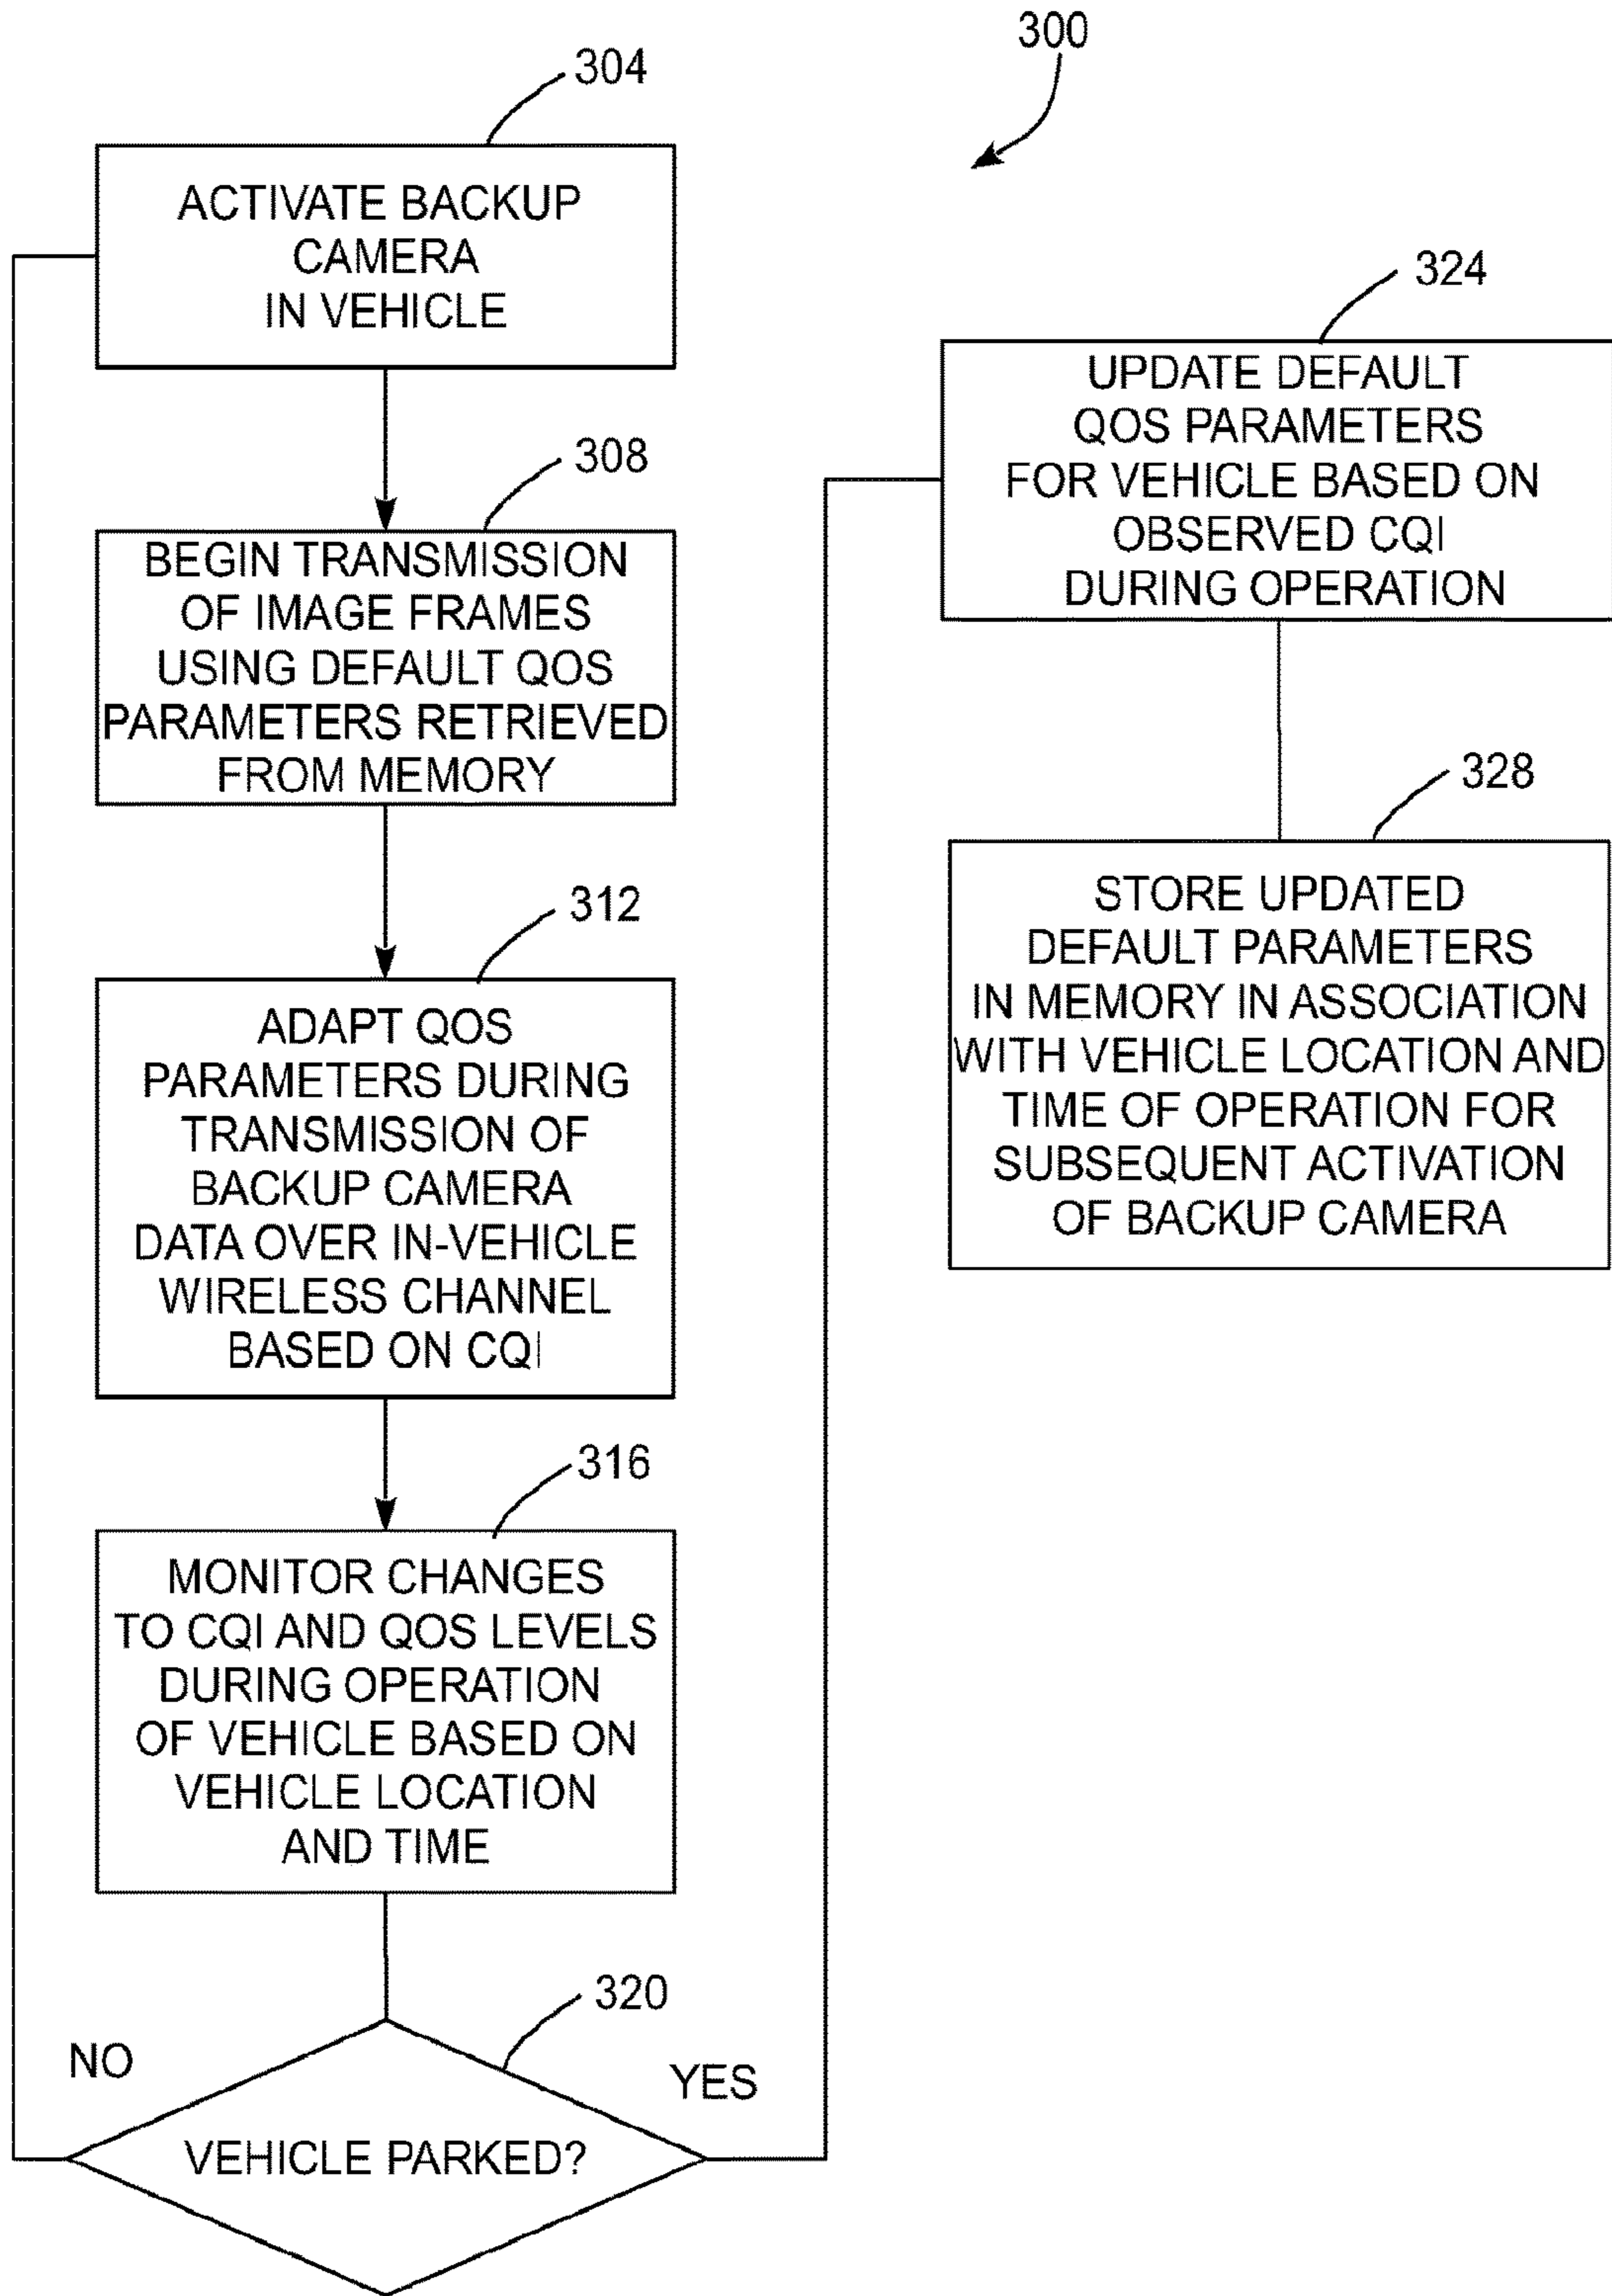 300
304
ACTIVATE BACKUP
CAMERA
IN VEHICLE
308
BEGIN TRANSMISSION
OF IMAGE FRAMES
USING DEFAULT QOS
PARAMETERS RETRIEVED
FROM MEMORY
312
ADAPT QOS
PARAMETERS DURING
TRANSMISSION OF
BACKUP CAMERA
DATA OVER IN-VEHICLE
WIRELESS CHANNEL
BASED ON CQI
316
MONITOR CHANGES
TO CQI AND QOS LEVELS
DURING OPERATION
OF VEHICLE BASED ON
VEHICLE LOCATION
AND TIME
320
NO
YES
VEHICLE PARKED?
324
UPDATE DEFAULT
QOS PARAMETERS
FOR VEHICLE BASED ON
OBSERVED CQI
DURING OPERATION
328
STORE UPDATED
DEFAULT PARAMETERS
IN MEMORY IN ASSOCIATION
WITH VEHICLE LOCATION AND
TIME OF OPERATION FOR
SUBSEQUENT ACTIVATION
OF BACKUP CAMERA